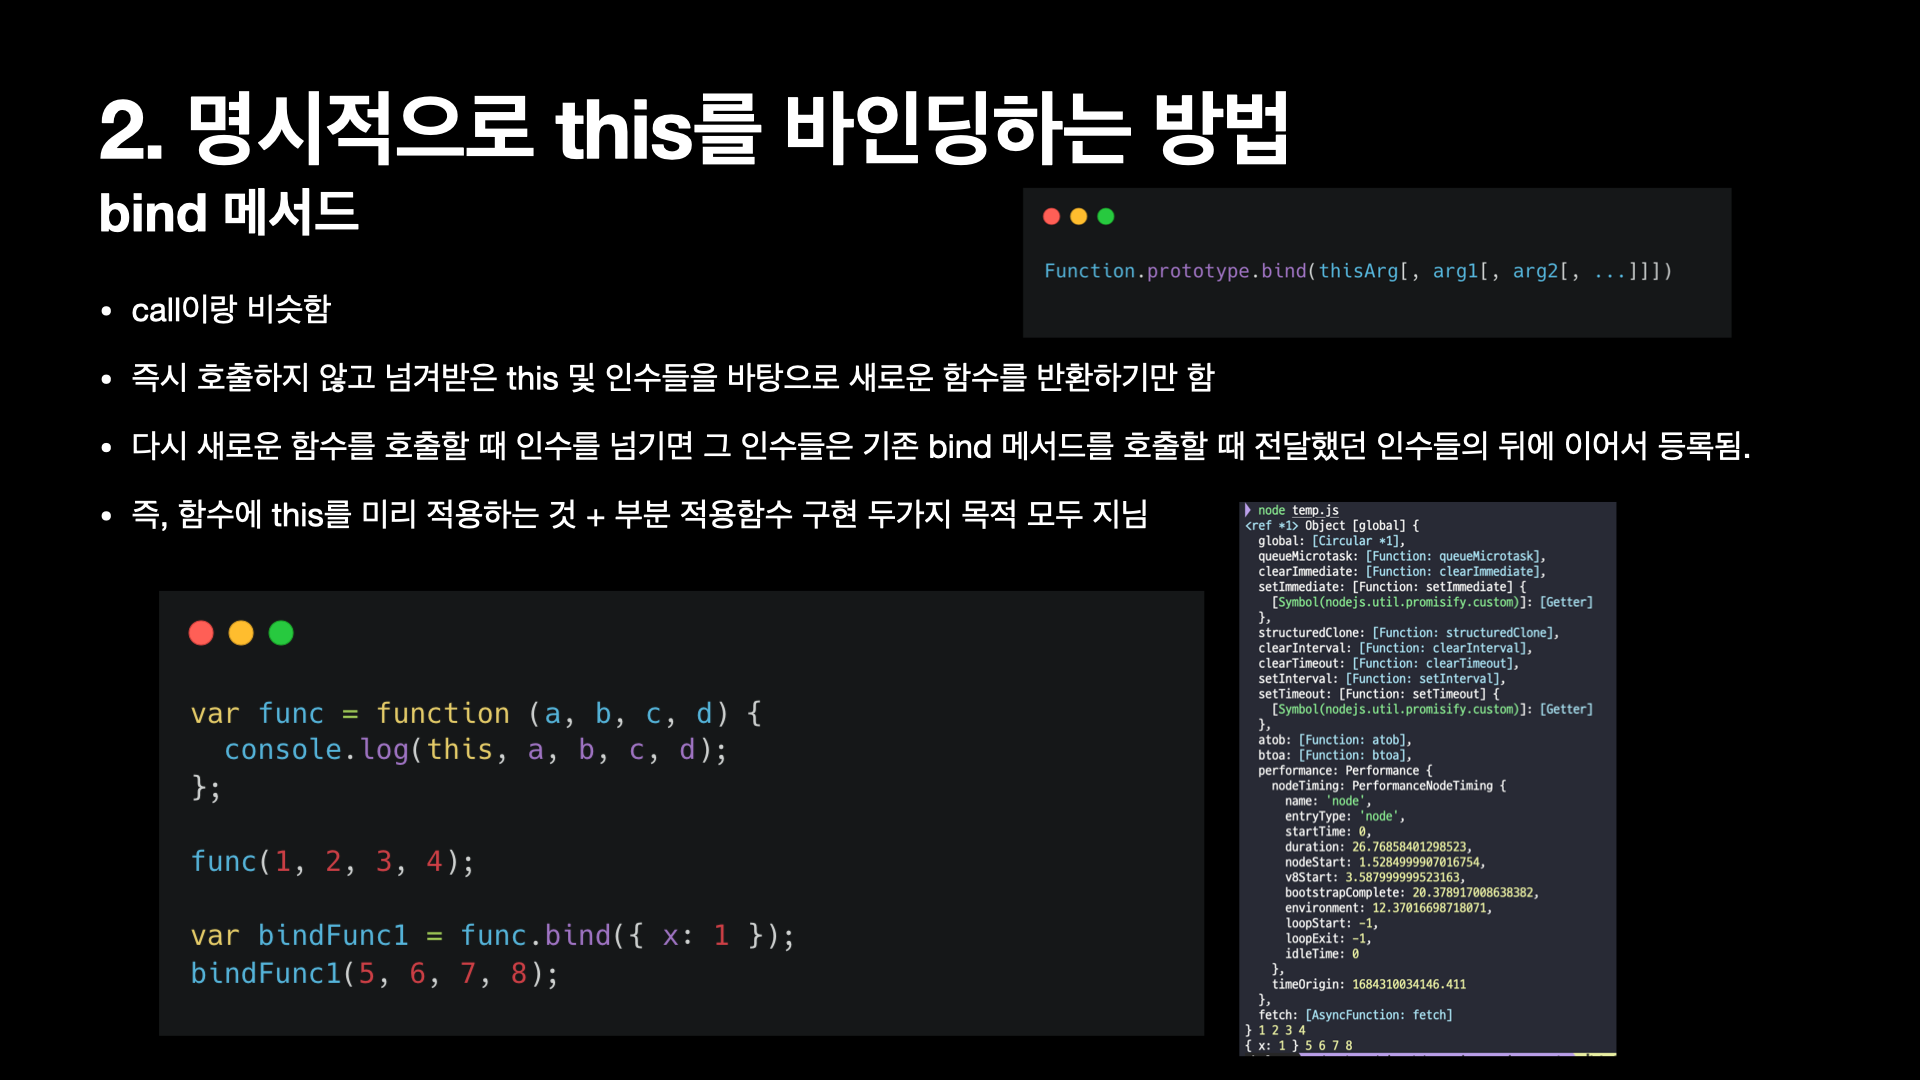 2. 명시적으로 this를 바인딩하는 방법
bind 메서드
Function.prototype.bind(thisArg[, arg1[, arg2[, ...]]])
• call이랑 비슷함
• 즉시 호출하지 않고 넘겨받은 this 및 인수들을 바탕으로 새로운 함수를 반환하기만 함
• 다시 새로운 함수를 호출할 때 인수를 넘기면 그 인수들은 기존 bind 메서드를 호출할 때 전달했던 인수들의 뒤에 이어서 등록됨.
• 즉, 함수에 this를 미리 적용하는 것 + 부분 적용함수 구현 두가지 목적 모두 지님
var func = function (a, b, c, d) {
  console.log(this, a, b, c, d);
};
func(1, 2, 3, 4);
var bindFunc1 = func.bind({ x: 1 });
bindFunc1(5, 6, 7, 8);
node temp.js
<ref *1> Object [global] {
  global: [Circular *1],
  queueMicrotask: [Function: queueMicrotask],
  clearImmediate: [Function: clearImmediate],
  setImmediate: [Function: setImmediate] {
    [Symbol(nodejs.util.promisify.custom)]: [Getter]
  },
  structuredClone: [Function: structuredClone],
  clearInterval: [Function: clearInterval],
  clearTimeout: [Function: clearTimeout],
  setInterval: [Function: setInterval],
  setTimeout: [Function: setTimeout] {
    [Symbol(nodejs.util.promisify.custom)]: [Getter]
  },
  atob: [Function: atob],
  btoa: [Function: btoa],
  performance: Performance {
    nodeTiming: PerformanceNodeTiming {
      name: 'node',
      entryType: 'node',
      startTime: 0,
      duration: 26.76858401298523,
      nodeStart: 1.5284999907016754,
      v8Start: 3.587999999523163,
      bootstrapComplete: 20.378917008638382,
      environment: 12.37016698718071,
      loopStart: -1,
      loopExit: -1,
      idleTime: 0
    },
    timeOrigin: 1684310034146.411
  },
  fetch: [AsyncFunction: fetch]
} 1 2 3 4
{ x: 1 } 5 6 7 8